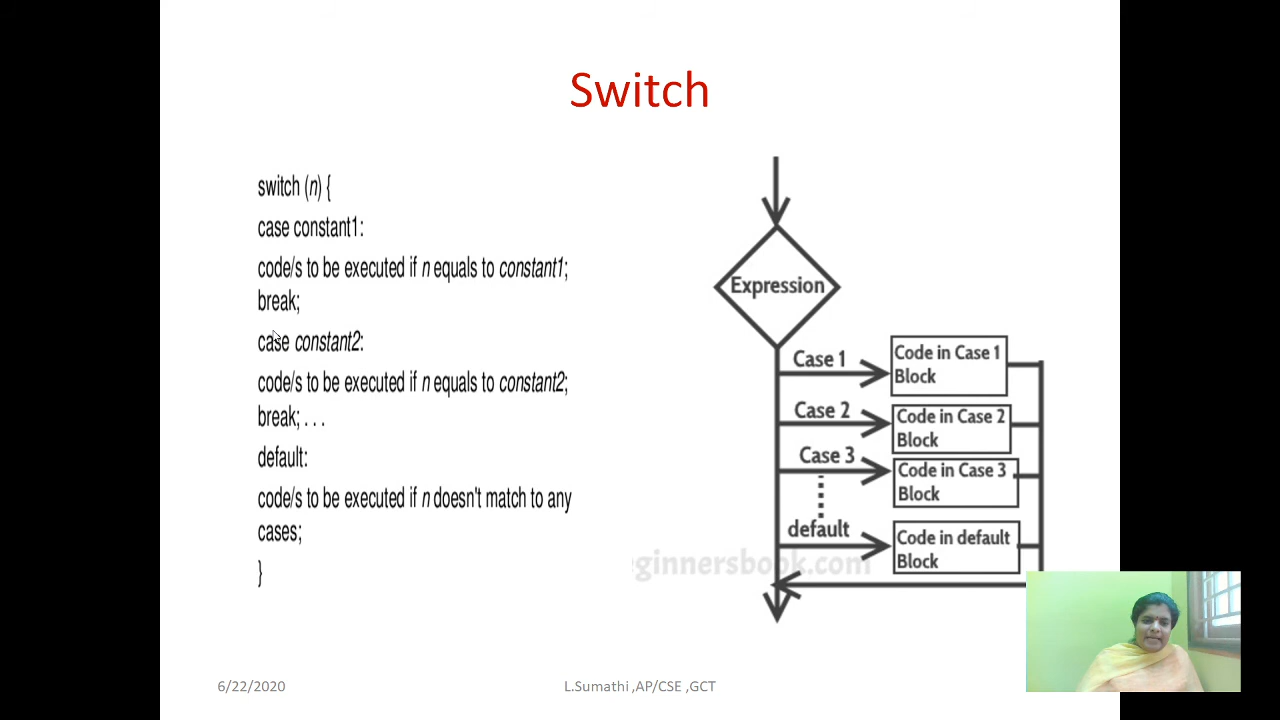 Switch
switch (n) {
case constant1:
code/s to be executed if n equals to constant1;
break;
case constant2:
code/s to be executed if n equals to constant2;
break; . . .
default:
code/s to be executed if n doesn't match to any
cases;
}
Expression
Case 1
Code in Case 1
Block
Case 2
Code in Case 2
Block
Case 3
Code in Case 3
Block
default
Code in default
Block
ginnersbook.com
6/22/2020
L.Sumathi ,AP/CSE ,GCT